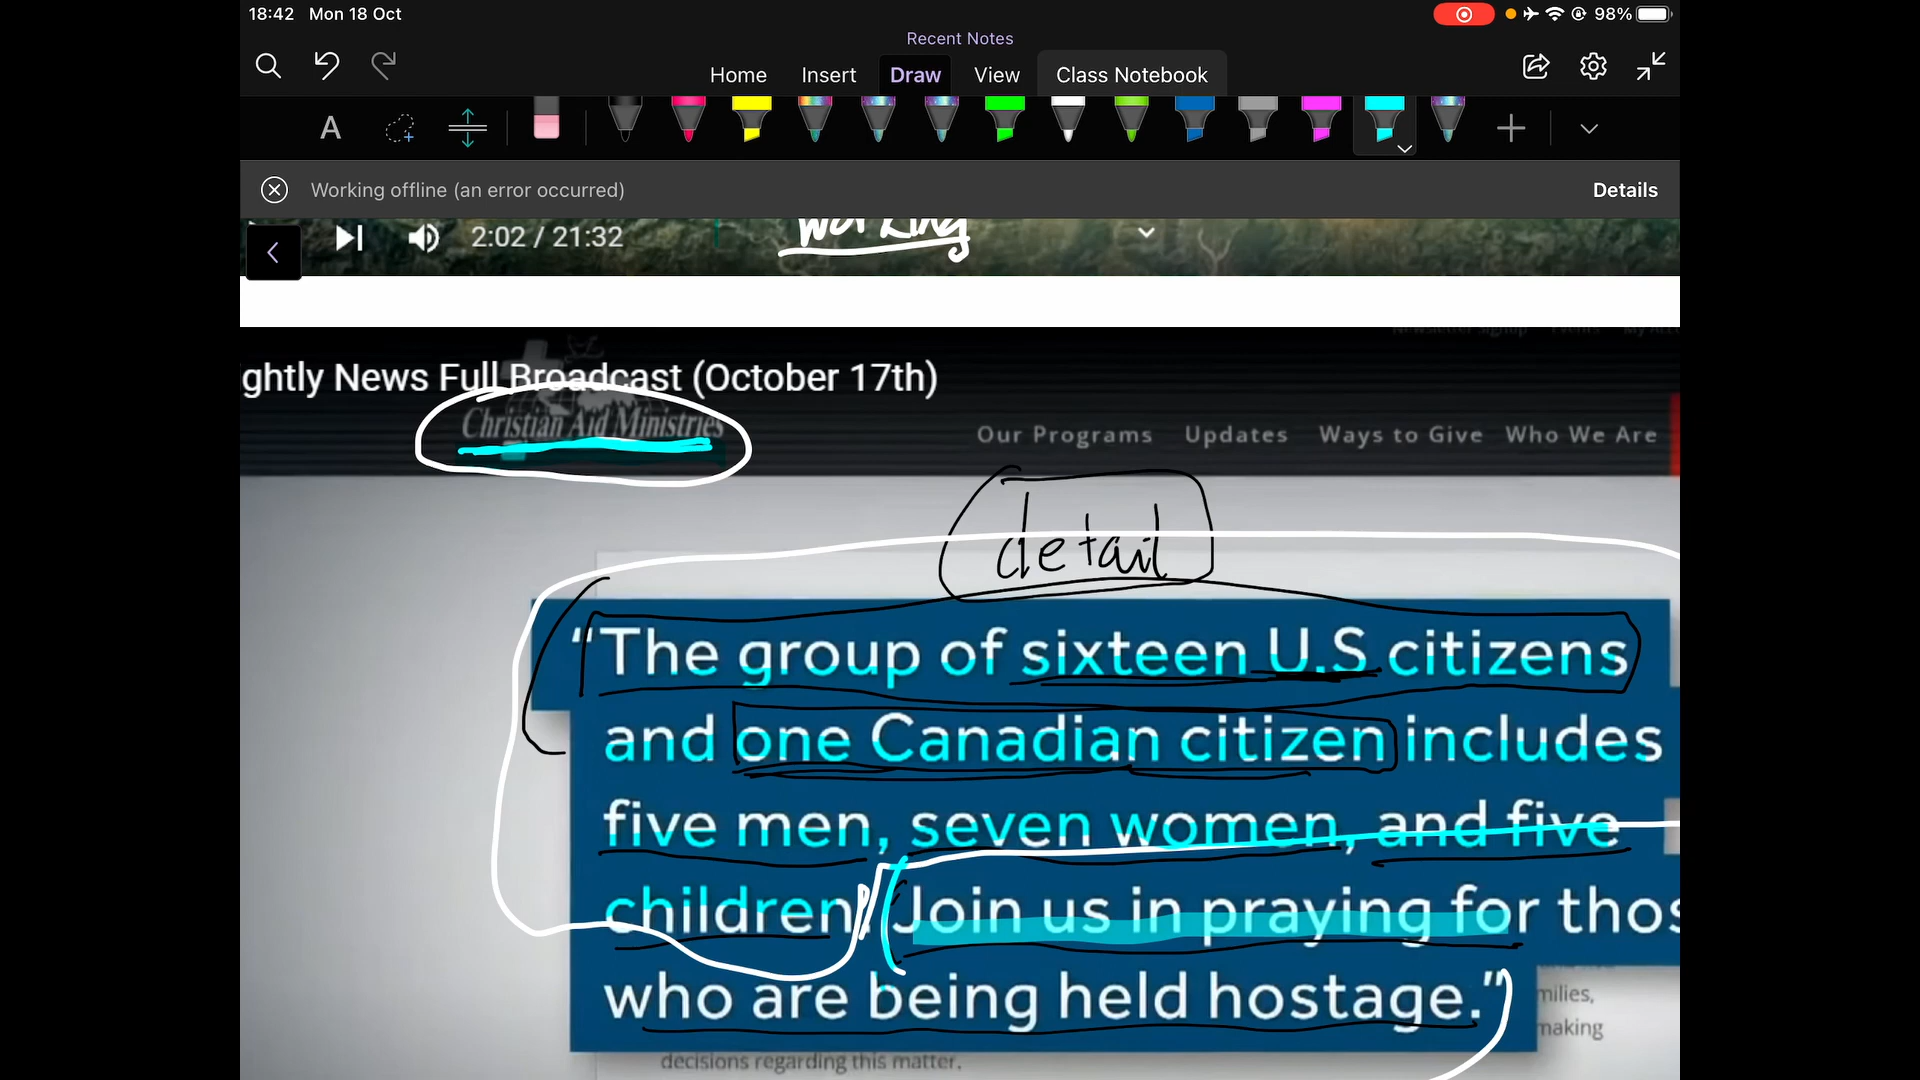 18:42 Mon 18 Oct
98%
Recent Notes
Home Insert Draw View Class Notebook
A
Working offline (an error occurred)
Details
2:02 / 21:32
working
ghtly News Full Broadcast (October 17th)
Christian Aid Ministries
Our Programs Updates Ways to Give Who We Are
detail
“The group of sixteen U.S citizens
and one Canadian citizen includes
five men, seven women, and five
children. Join us in praying for thos
who are being held hostage.”
milies,
making
decisions regarding this matter.